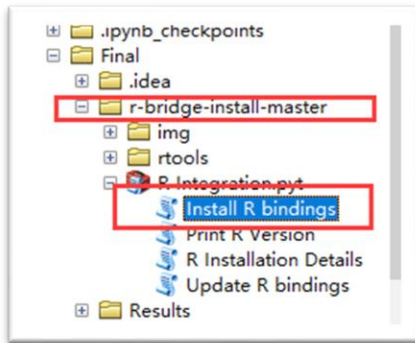 .ipynb_checkpoints
Final
.idea
r-bridge-install-master
img
rtools
R Integration.pyt
Install R bindings
Print R Version
R Installation Details
Update R bindings
Results